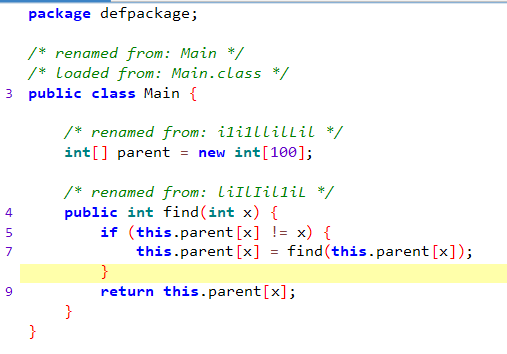 package defpackage;
/* renamed from: Main */
/* loaded from: Main.class */
3 public class Main {
/* renamed from: */
int[] parent = new int[100];
/* renamed from: */
4 public int find(int x) {
5 if (this.parent[x] != x) {
7 this.parent[x] = find(this.parent[x]);
}
9 return this.parent[x];
}
}